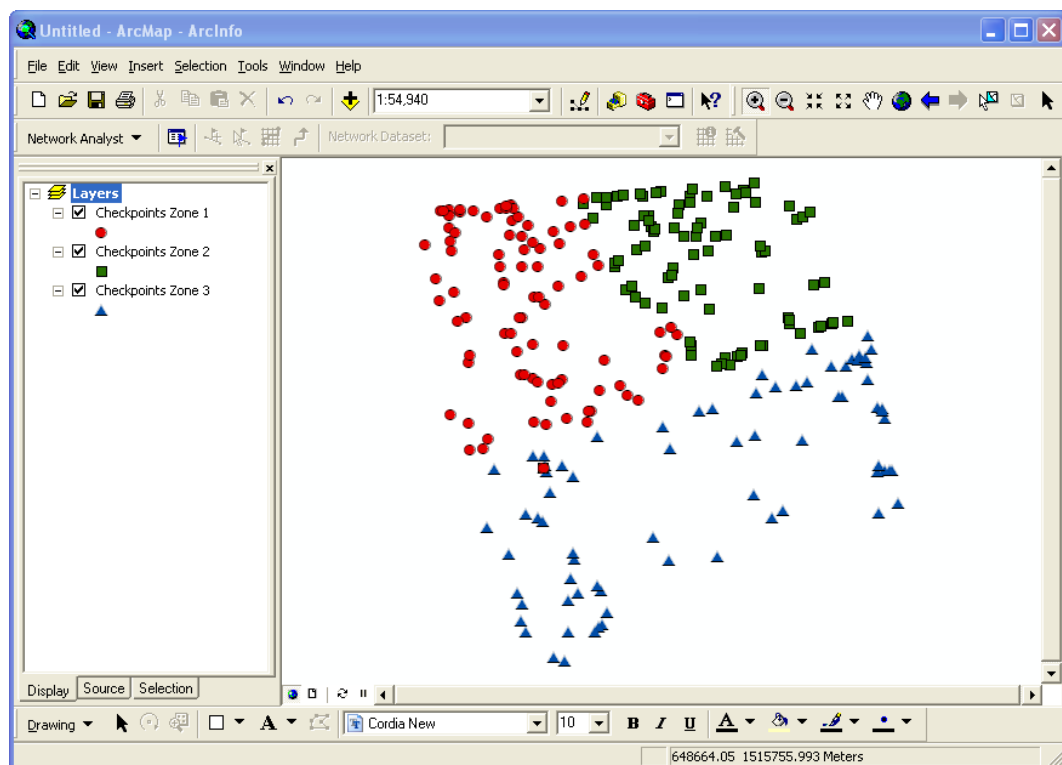 Untitled - ArcMap - ArcInfo
File Edit View Insert Selection Tools Window Help
1:54,940
Network Analyst
Network Dataset:
Layers
Checkpoints Zone 1
Checkpoints Zone 2
Checkpoints Zone 3
Display Source Selection
Drawing A Cordia New 10 B I U A
648664.05 1515755.993 Meters